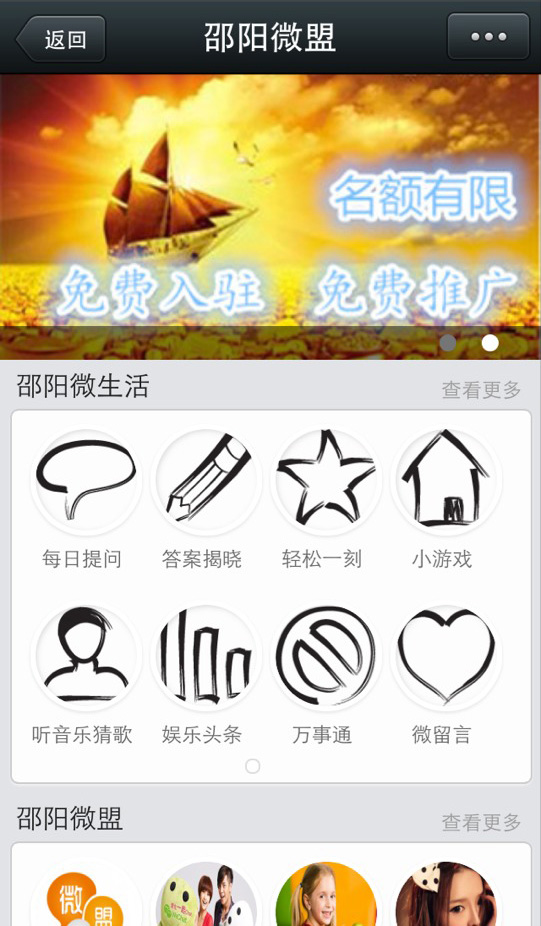 返回
邵阳微盟
名额有限
免费入驻 免费推广
邵阳微生活
查看更多
每日提问 答案揭晓 轻松一刻 小游戏
听音乐猜歌 娱乐头条 万事通 微留言
邵阳微盟
查看更多
微
盟